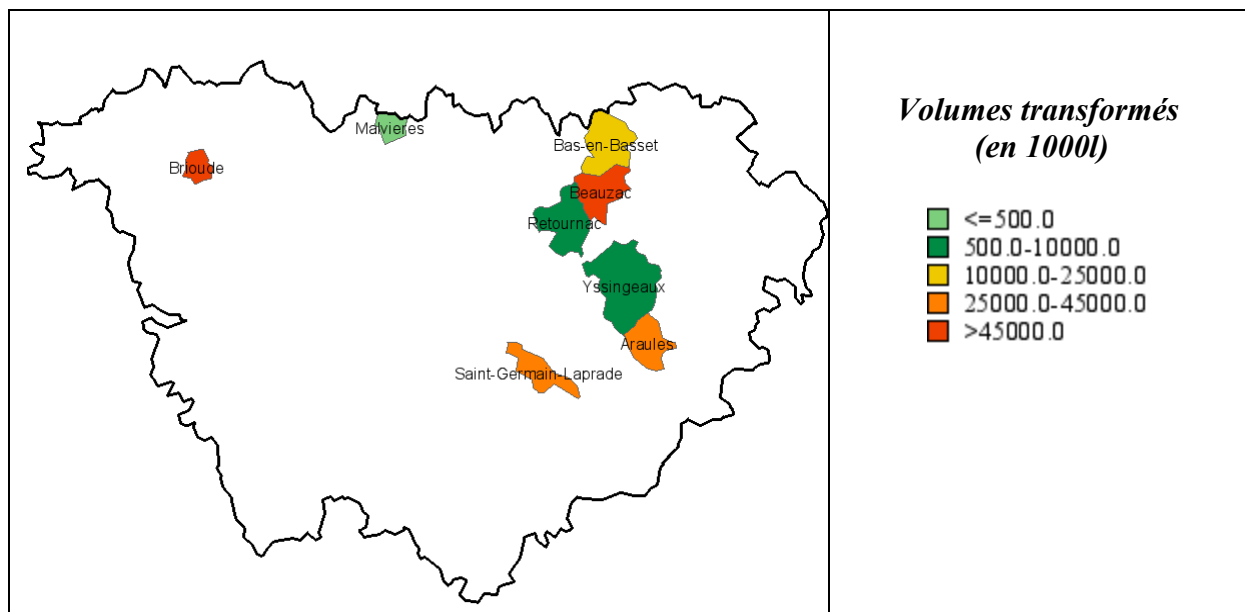 Malvieres
Bas-en-Basset
Brioude
Beauzac
Retournac
Yssingeaux
Araules
Saint-Germain-Laprade
Volumes transformés
(en 1000l)
<=500.0
500.0-10000.0
10000.0-25000.0
25000.0-45000.0
>45000.0